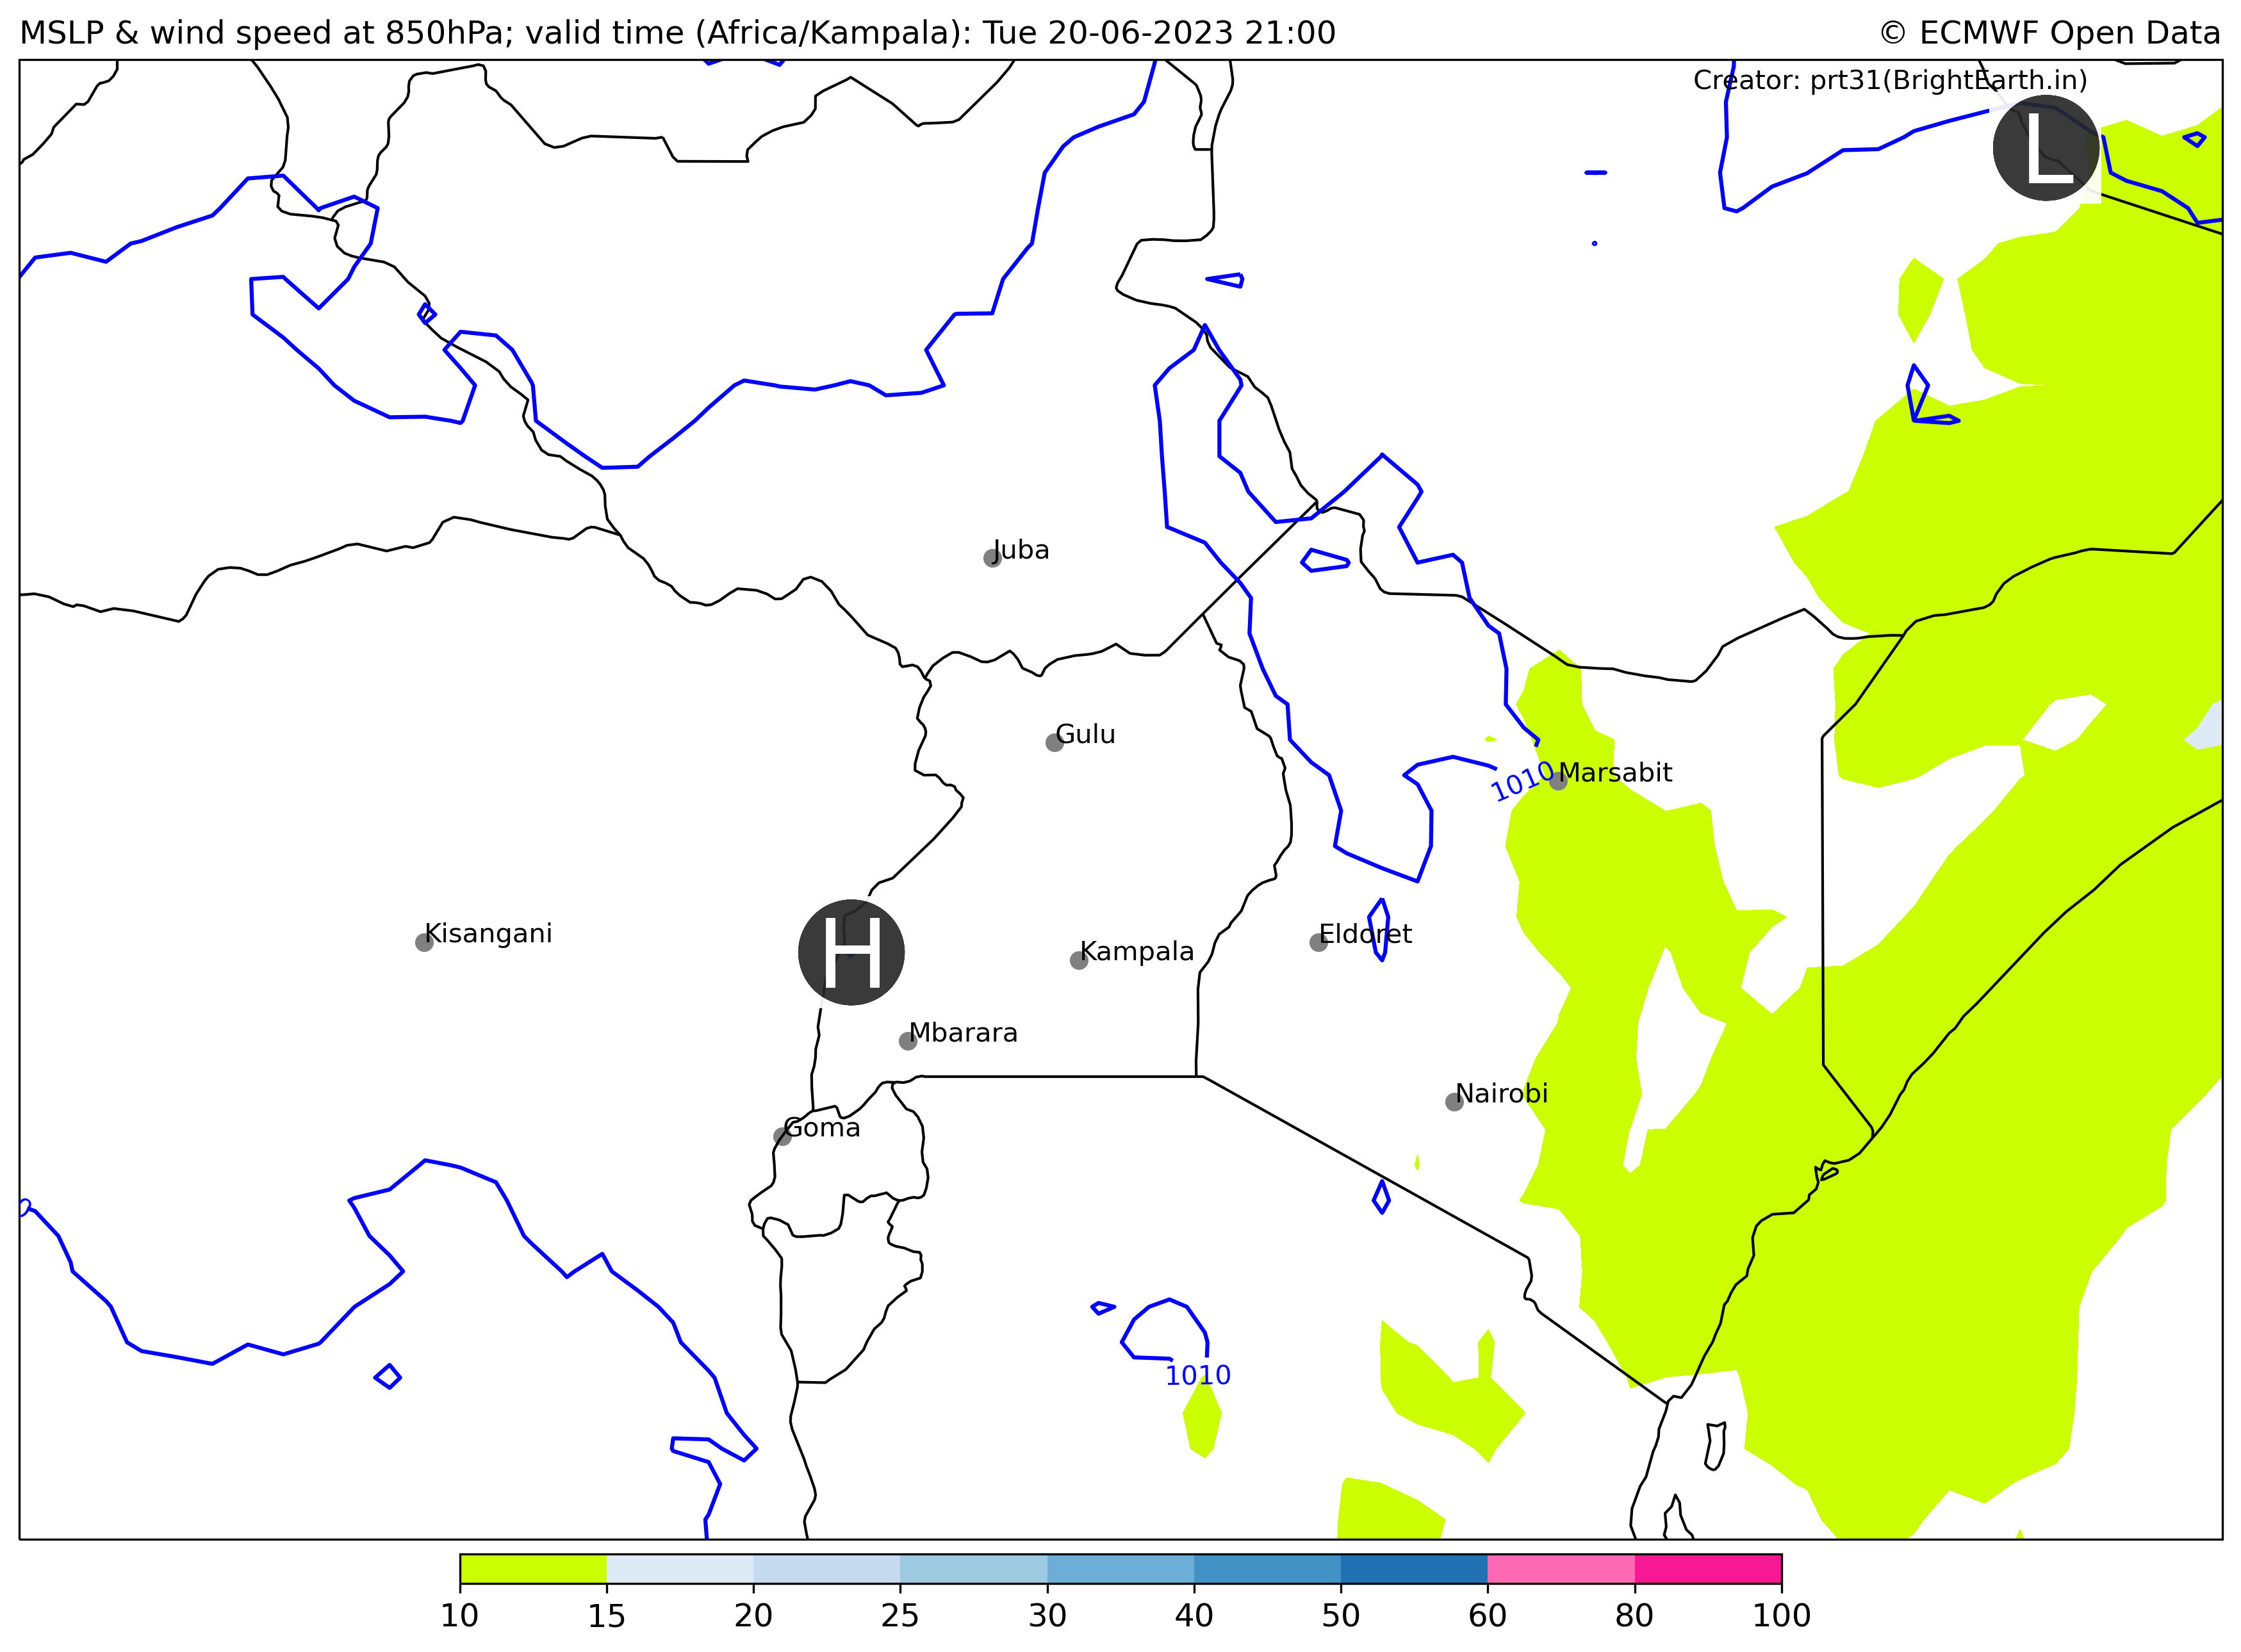 MSLP & wind speed at 850hPa; valid time (Africa/Kampala): Tue 20-06-2023 21:00
© ECMWF Open Data
Creator: prt31(BrightEarth.in)
L
Juba
Gulu
1010
Marsabit
Kisangani
H
Eldoret
Kampala
Mbarara
Nairobi
Goma
1010
10 15 20 25 30 40 50 60 80 100